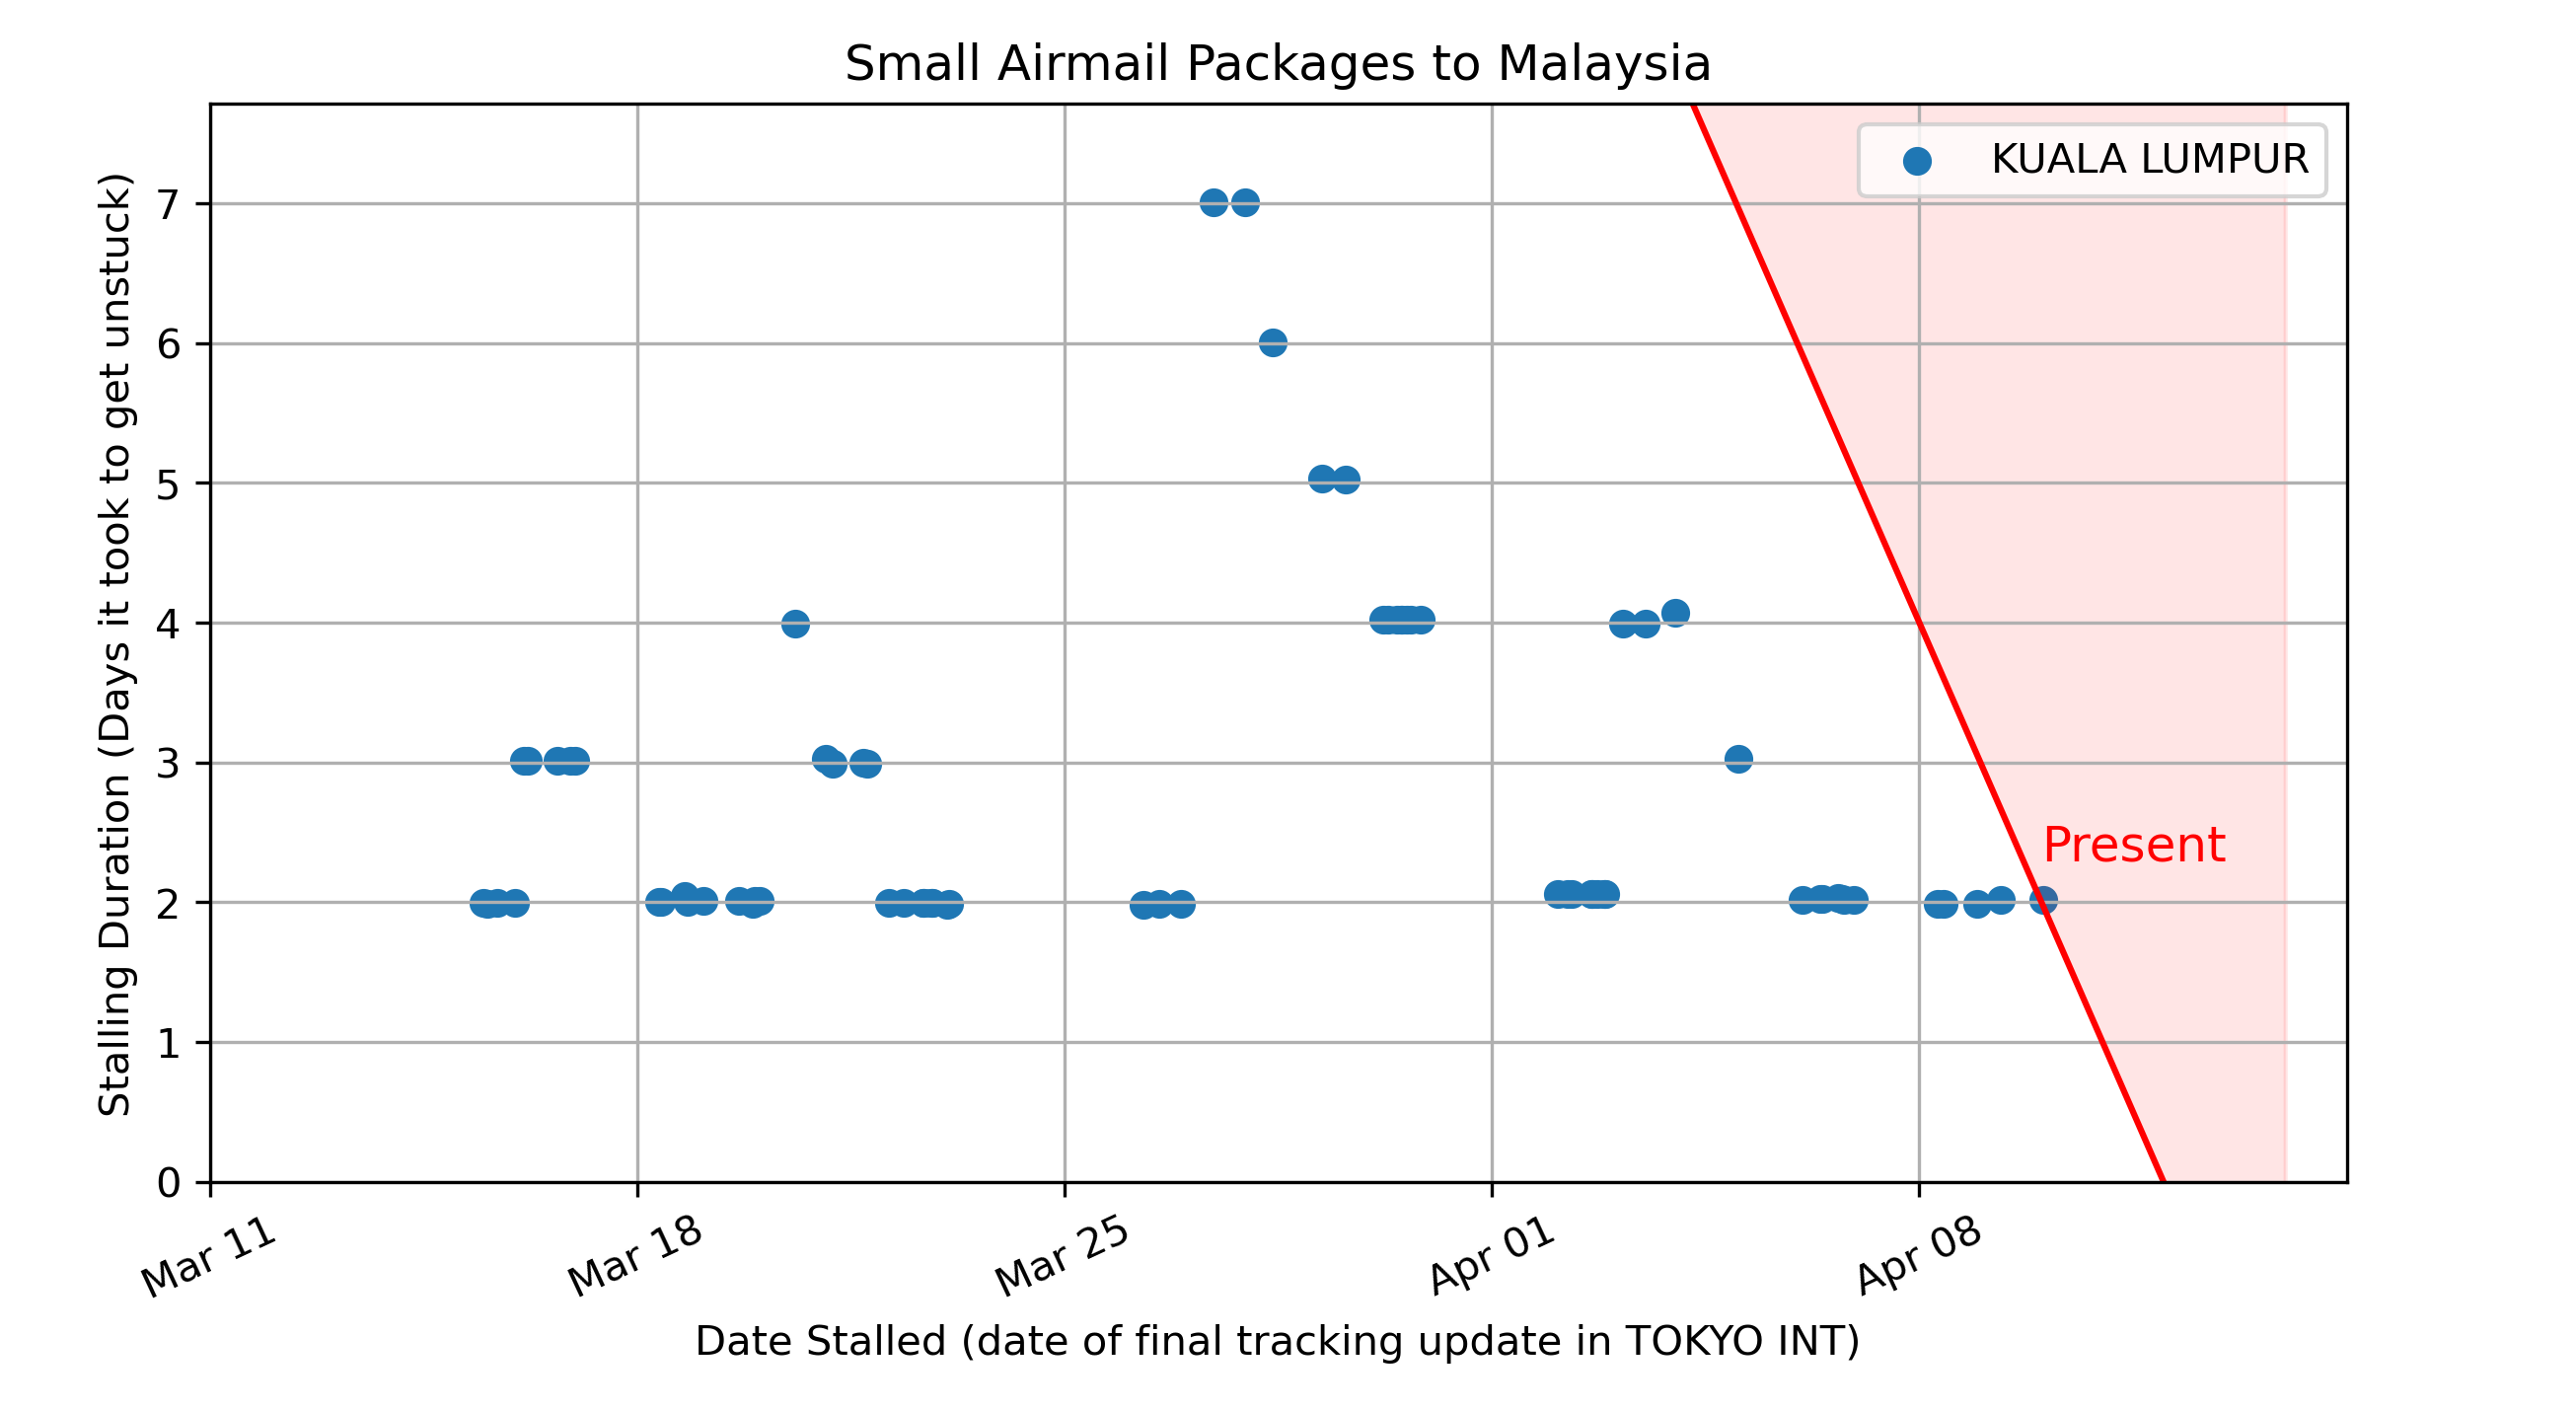 Small Airmail Packages to Malaysia
KUALA LUMPUR
Stalling Duration (Days it took to get unstuck)
7
6
5
4
3
2
1
0
Present
Mar 11
Mar 18
Mar 25
Apr 01
Apr 08
Date Stalled (date of final tracking update in TOKYO INT)